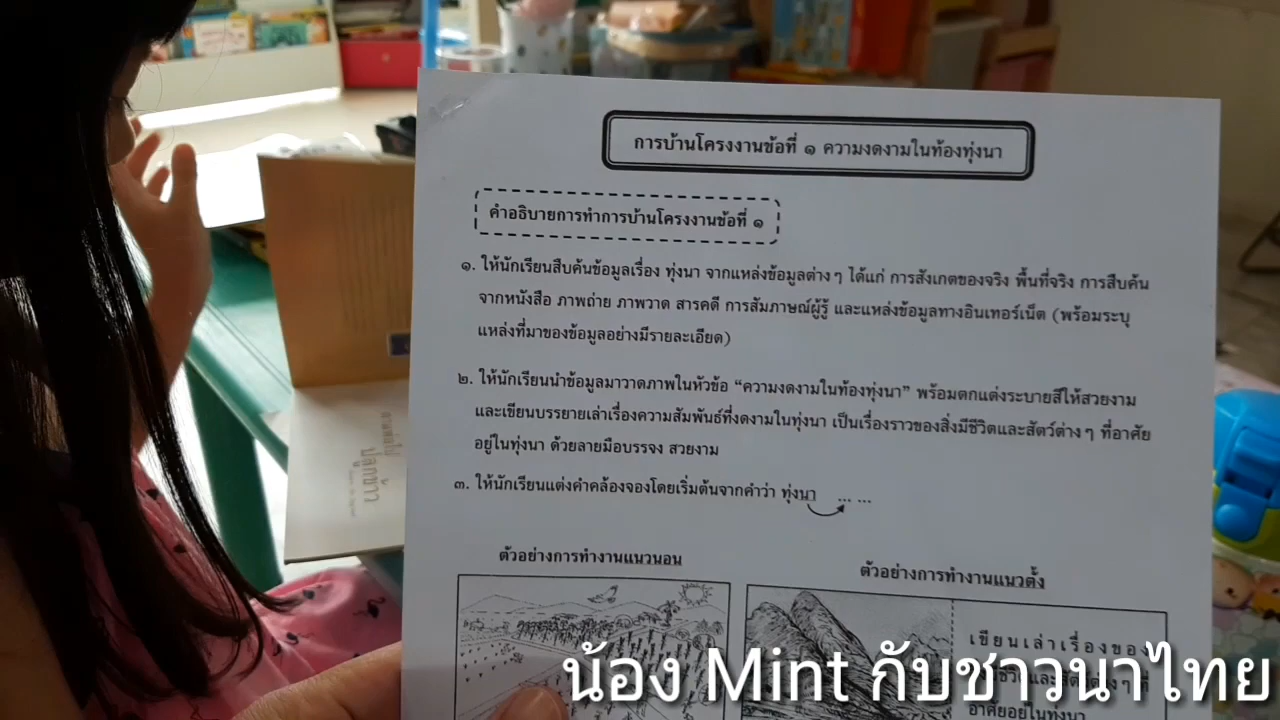 การบ้านโครงงานข้อที่ ๑ ความงดงามในท้องทุ่งนา
คำอธิบายการทำการบ้านโครงงานข้อที่ ๑
๑. ให้นักเรียนสืบค้นข้อมูลเรื่อง ทุ่งนา จากแหล่งข้อมูลต่างๆ ได้แก่ การสังเกตของจริง พื้นที่จริง การสืบค้น
จากหนังสือ ภาพถ่าย ภาพวาด สารคดี การสัมภาษณ์ผู้รู้ และแหล่งข้อมูลทางอินเทอร์เน็ต (พร้อมระบุ
แหล่งที่มาของข้อมูลอย่างมีรายละเอียด)
๒. ให้นักเรียนนำข้อมูลมาวาดภาพในหัวข้อ “ความงดงามในท้องทุ่งนา” พร้อมตกแต่งระบายสีให้สวยงาม
และเขียนบรรยายเล่าเรื่องความสัมพันธ์ที่งดงามในทุ่งนา เป็นเรื่องราวของสิ่งมีชีวิตและสัตว์ต่างๆ ที่อาศัย
อยู่ในทุ่งนา ด้วยลายมือบรรจง สวยงาม
๓. ให้นักเรียนแต่งคำคล้องจองโดยเริ่มต้นจากคำว่า ทุ่งนา ... ...
ตัวอย่างการทำงานแนวนอน
ตัวอย่างการทำงานแนวตั้ง
เขียนเล่าเรื่องของ
อาศัยอยู่ในทุ่งนา
ปลูกข้าว
น้อง Mint กับชาวนาไทย